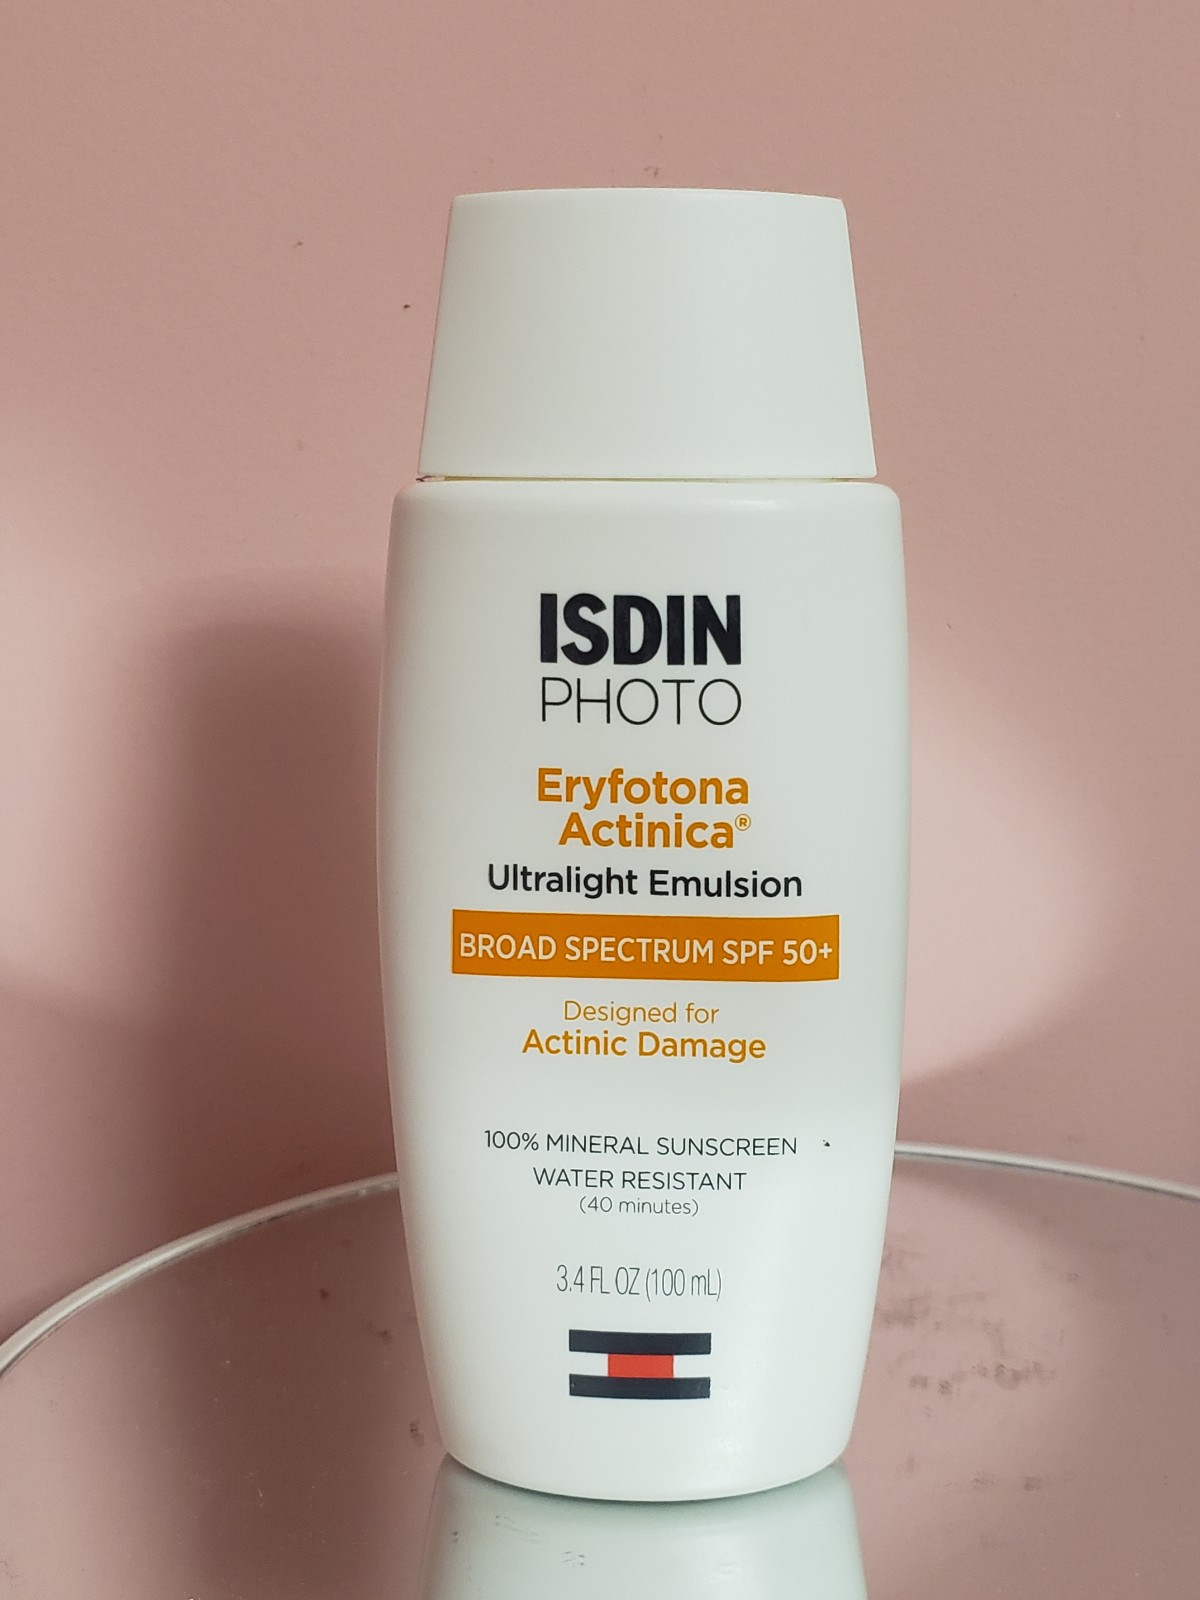 ISDIN
PHOTO
Eryfotona
Actinica®
Ultralight Emulsion
BROAD SPECTRUM SPF 50+
Designed for
Actinic Damage
100% MINERAL SUNSCREEN
WATER RESISTANT
(40 minutes)
3.4 FL OZ (100 mL)